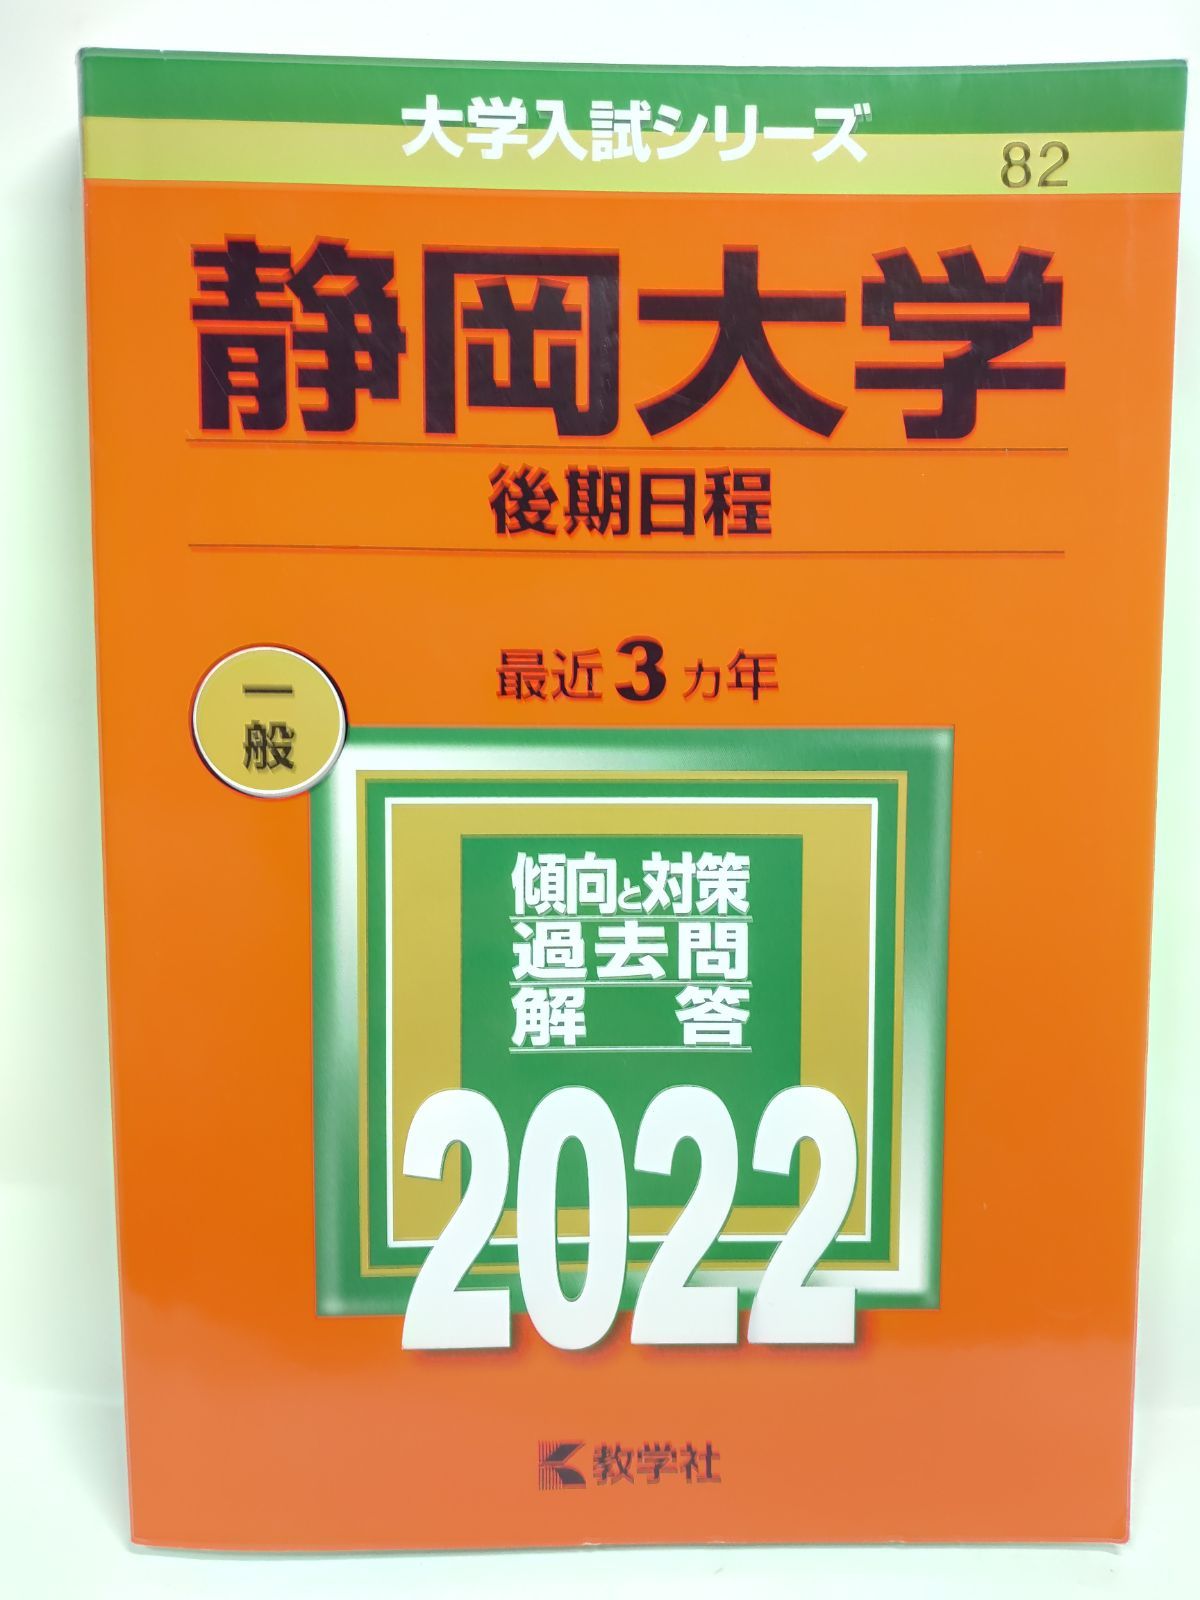 大学入試シリーズ
82
静岡大学
後期日程
最近3ヵ年
一般
傾向と対策
過去問
解答
2022
教学社